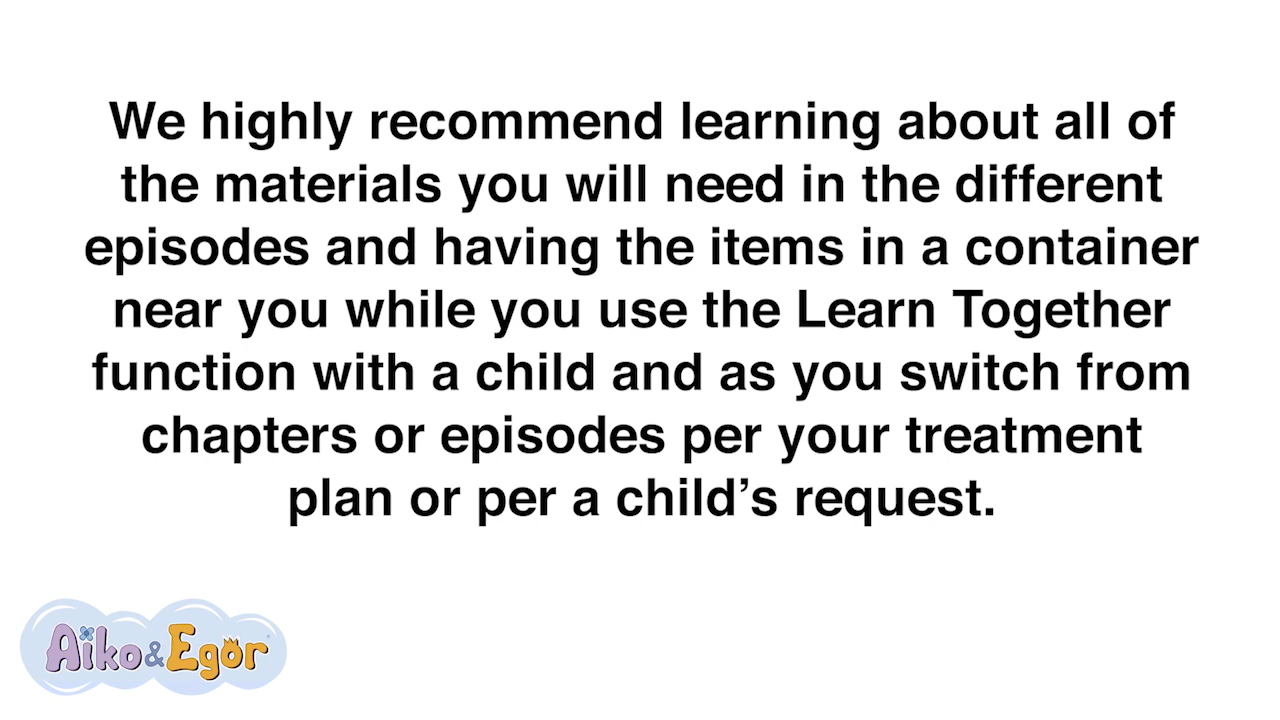 We highly recommend learning about all of
the materials you will need in the different
episodes and having the items in a container
near you while you use the Learn Together
function with a child and as you switch from
chapters or episodes per your treatment
plan or per a child’s request.
Aiko & Egor